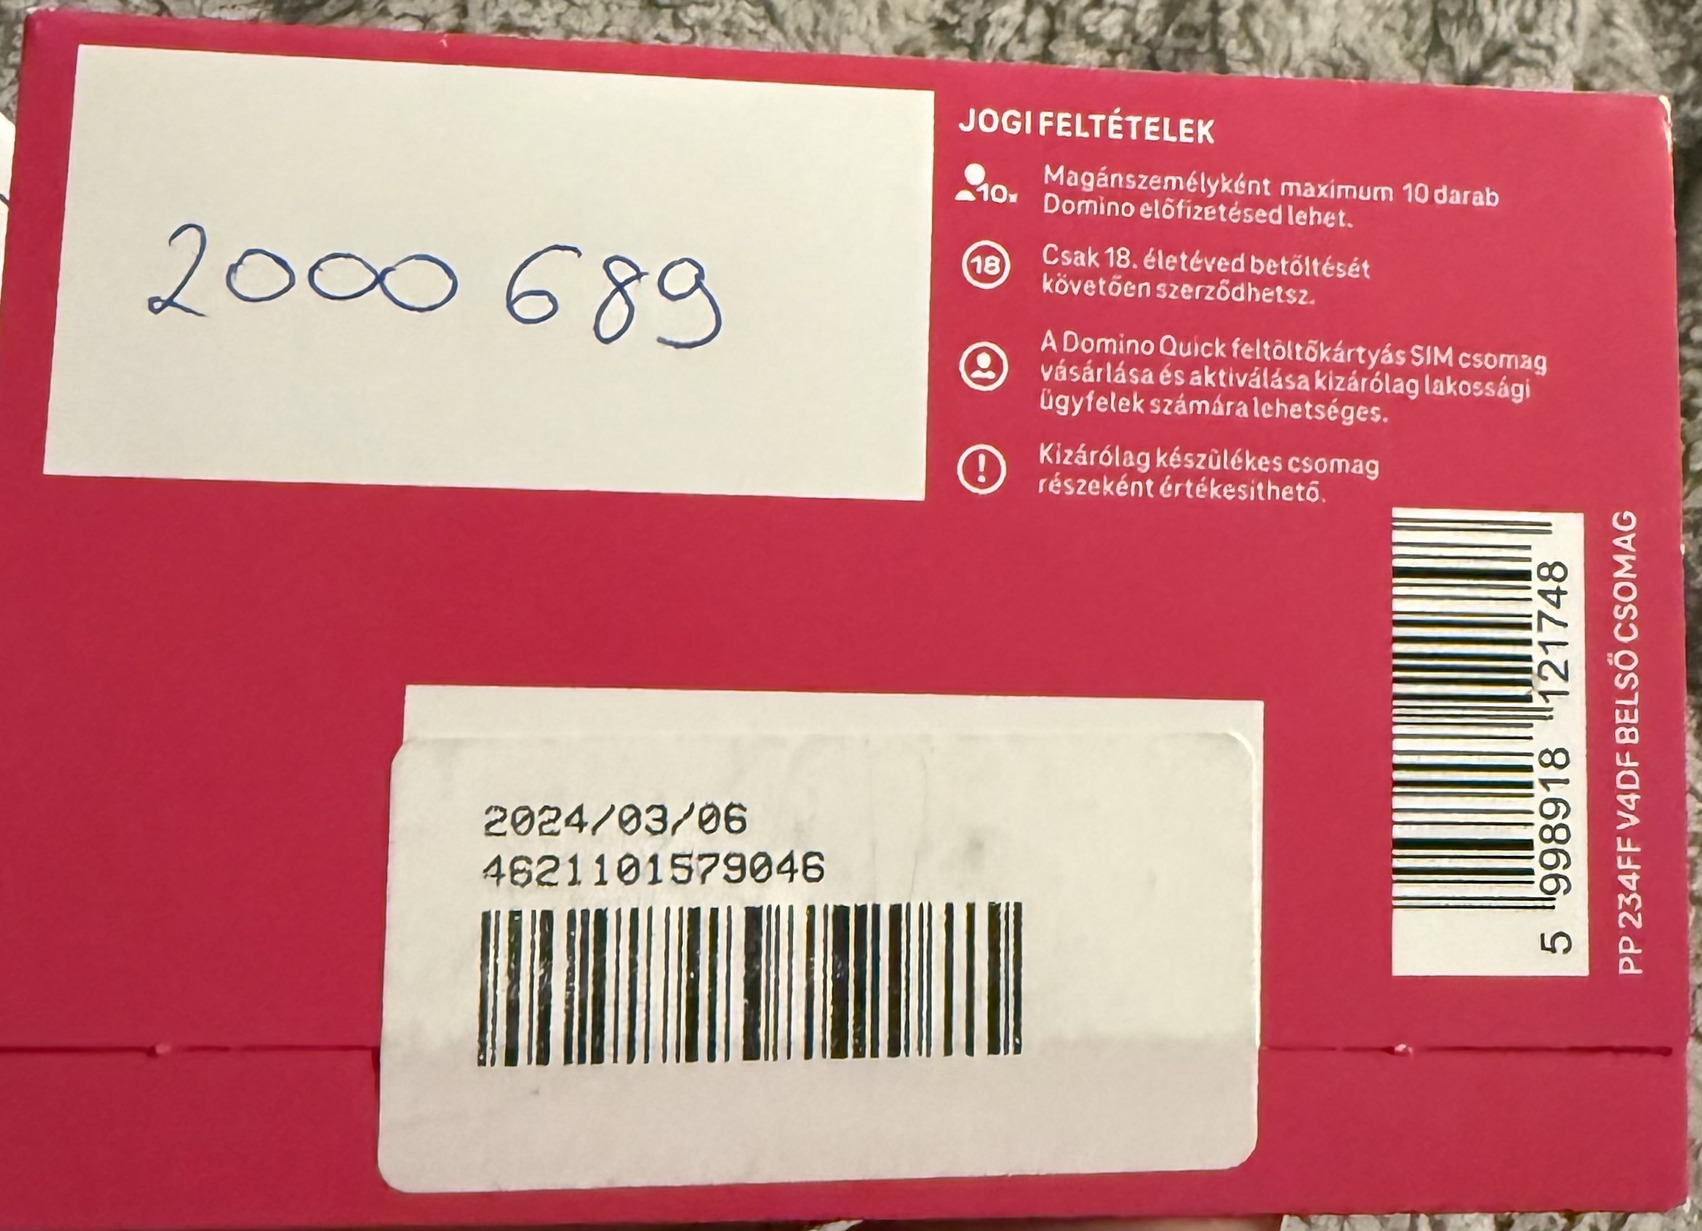 2000 689
JOGI FELTÉTELEK
10x
Magánszemélyként maximum 10 darab
Domino előfizetésed lehet.
18
Csak 18. életéved betöltését
követően szerződhetsz.
A Domino Quick feltöltőkártyás SIM csomag
vásárlása és aktiválása kizárólag lakossági
ügyfelek számára lehetséges.
!
Kizárólag készülékes csomag
részeként értékesíthető.
5 998918 121748
PP 234FF V4DF BELSŐ CSOMAG
2024/03/06
4621101579046